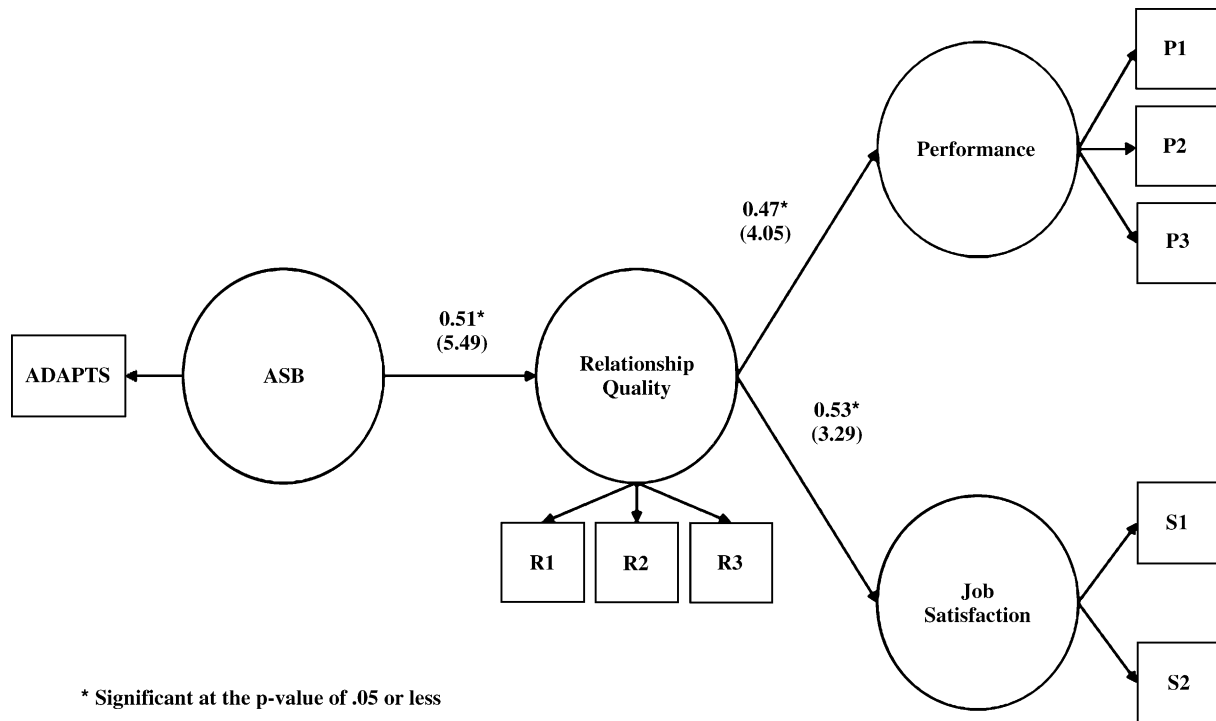 P1
Performance
P2
0.47*
(4.05)
P3
0.51*
(5.49)
ADAPTS
ASB
Relationship
Quality
0.53*
(3.29)
R1
R2
R3
S1
Job
Satisfaction
S2
* Significant at the p-value of .05 or less